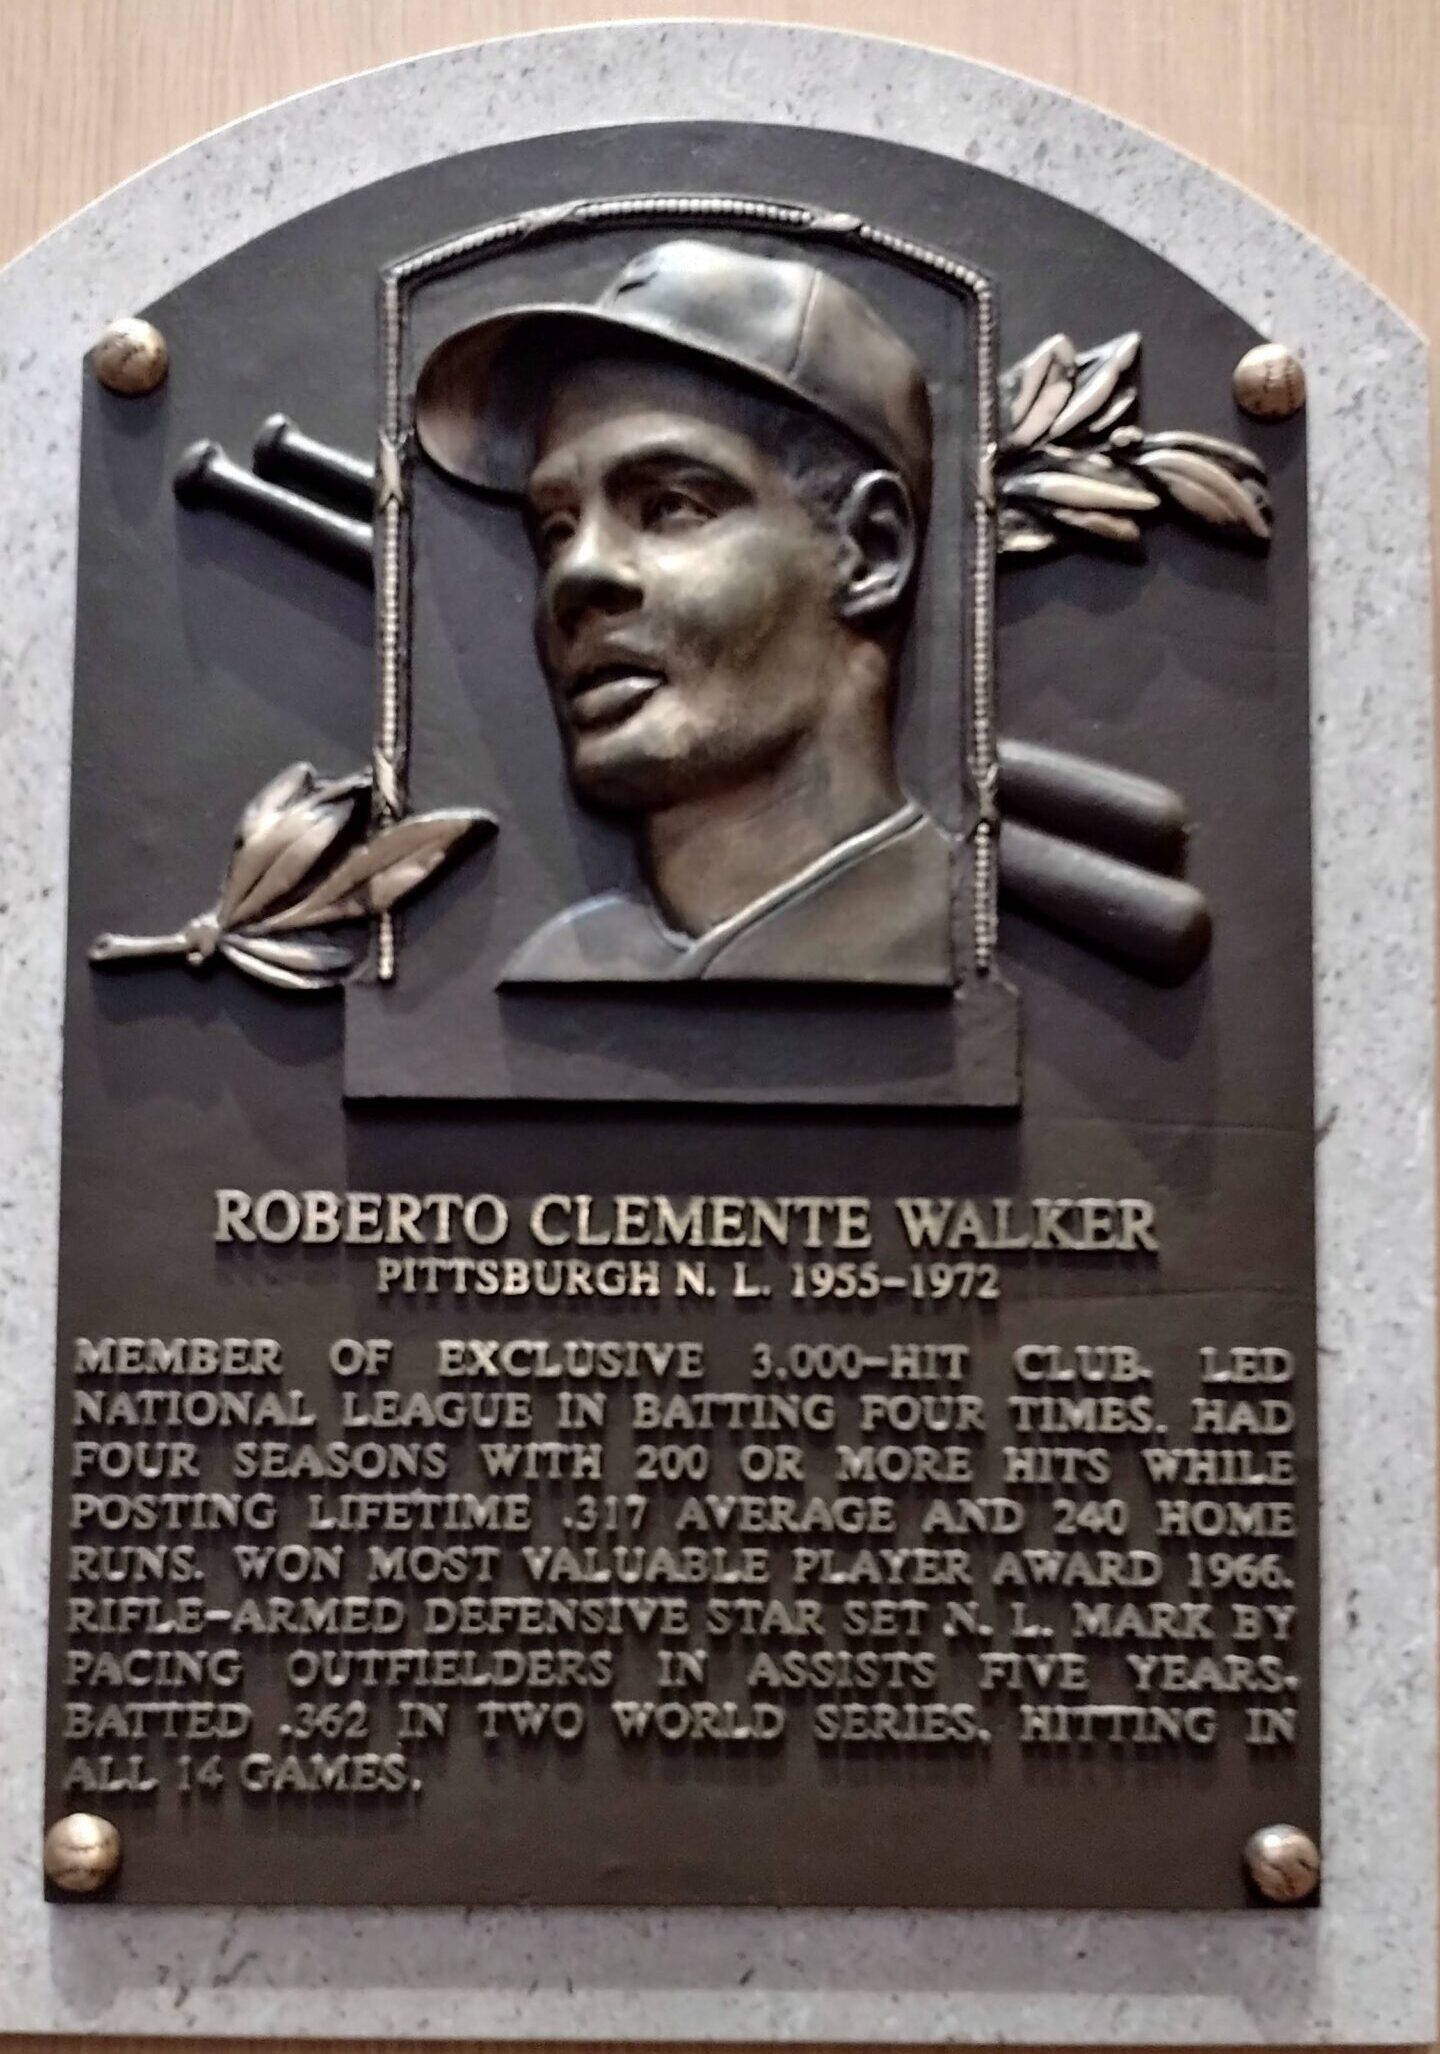 ROBERTO CLEMENTE WALKER
PITTSBURGH N. L. 1955-1972
MEMBER OF EXCLUSIVE 3,000-HIT CLUB. LED
NATIONAL LEAGUE IN BATTING FOUR TIMES. HAD
FOUR SEASONS WITH 200 OR MORE HITS WHILE
POSTING LIFETIME .317 AVERAGE AND 240 HOME
RUNS. WON MOST VALUABLE PLAYER AWARD 1966.
RIFLE-ARMED DEFENSIVE STAR SET N. L. MARK BY
PACING OUTFIELDERS IN ASSISTS FIVE YEARS.
BATTED .362 IN TWO WORLD SERIES, HITTING IN
ALL 14 GAMES.